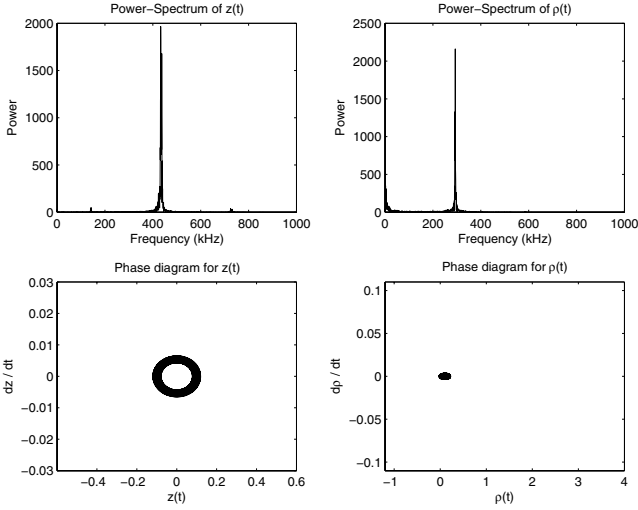 Power-Spectrum of z(t)
2000
1500
1000
500
0
Power
0 200 400 600 800 1000
Frequency (kHz)
Power-Spectrum of ρ(t)
2500
2000
1500
1000
500
0
Power
0 200 400 600 800 1000
Frequency (kHz)
Phase diagram for z(t)
0.03
0.02
0.01
0
-0.01
-0.02
-0.03
dz / dt
-0.4 -0.2 0 0.2 0.4 0.6
z(t)
Phase diagram for ρ(t)
0.1
0.05
0
-0.05
-0.1
dρ / dt
-1 0 1 2 3 4
ρ(t)